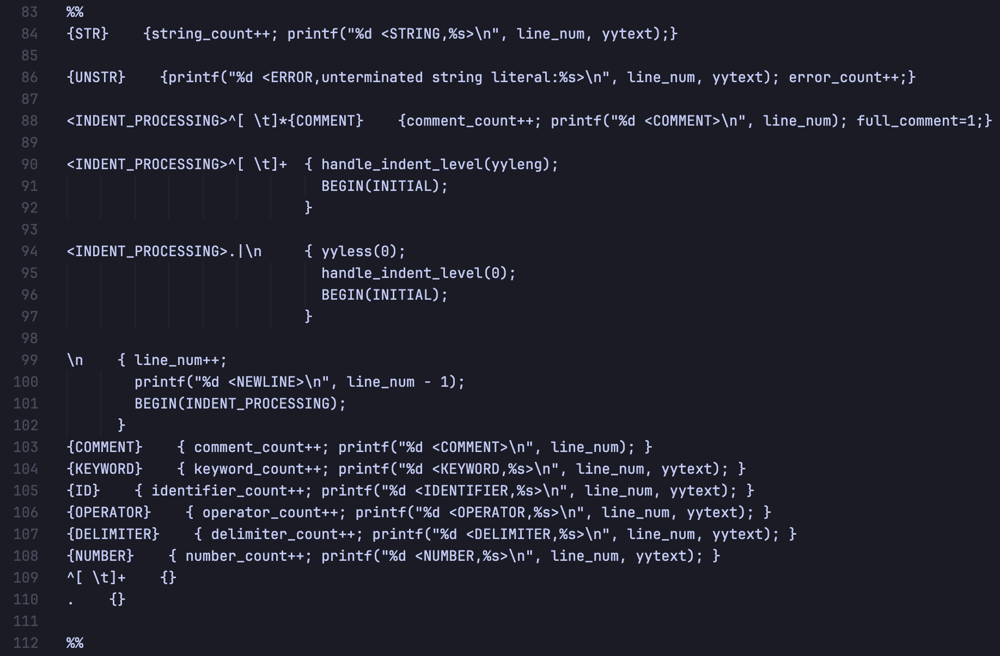 83 %%
84 {STR}    {string_count++; printf("%d <STRING,%s>\n", line_num, yytext);}
85
86 {UNSTR}    {printf("%d <ERROR,unterminated string literal:%s>\n", line_num, yytext); error_count++;}
87
88 <INDENT_PROCESSING>^[ \t]*{COMMENT}    {comment_count++; printf("%d <COMMENT>\n", line_num); full_comment=1;}
89
90 <INDENT_PROCESSING>^[ \t]+  { handle_indent_level(yyleng);
91                               BEGIN(INITIAL);
92                             }
93
94 <INDENT_PROCESSING>.|\n     { yyless(0);
95                               handle_indent_level(0);
96                               BEGIN(INITIAL);
97                             }
98
99 \n    { line_num++;
100         printf("%d <NEWLINE>\n", line_num - 1);
101         BEGIN(INDENT_PROCESSING);
102       }
103 {COMMENT}    { comment_count++; printf("%d <COMMENT>\n", line_num); }
104 {KEYWORD}    { keyword_count++; printf("%d <KEYWORD,%s>\n", line_num, yytext); }
105 {ID}    { identifier_count++; printf("%d <IDENTIFIER,%s>\n", line_num, yytext); }
106 {OPERATOR}    { operator_count++; printf("%d <OPERATOR,%s>\n", line_num, yytext); }
107 {DELIMITER}    { delimiter_count++; printf("%d <DELIMITER,%s>\n", line_num, yytext); }
108 {NUMBER}    { number_count++; printf("%d <NUMBER,%s>\n", line_num, yytext); }
109 ^[ \t]+    {}
110 .    {}
111
112 %%